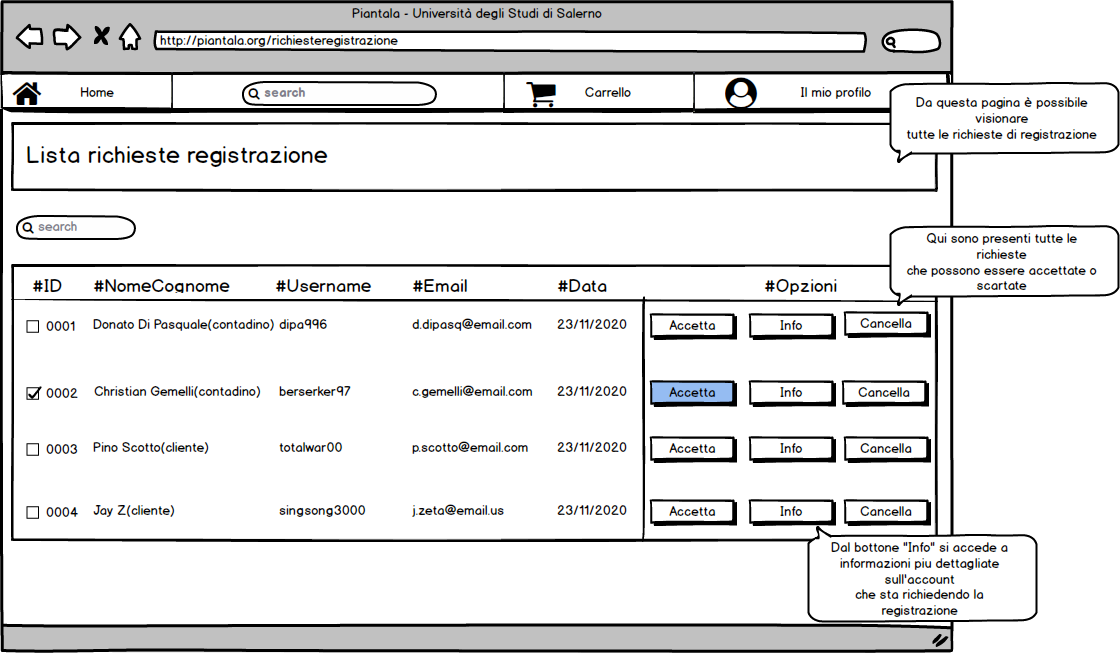 Piantala - Università degli Studi di Salerno
http://piantala.org/richiesteregistrazione
Home
search
Carrello
Il mio profilo
Da questa pagina è possibile
visionare
tutte le richieste di registrazione
Lista richieste registrazione
search
Qui sono presenti tutte le
richieste
che possono essere accettate o
scartate
#ID #NomeCognome #Username #Email #Data #Opzioni
0001 Donato Di Pasquale(contadino) dipa996 d.dipasq@email.com 23/11/2020 Accetta Info Cancella
0002 Christian Gemelli(contadino) berserker97 c.gemelli@email.com 23/11/2020 Accetta Info Cancella
0003 Pino Scotto(cliente) totalwar00 p.scotto@email.com 23/11/2020 Accetta Info Cancella
0004 Jay Z(cliente) singsong3000 j.zeta@email.us 23/11/2020 Accetta Info Cancella
Dal bottone "Info" si accede a
informazioni piu dettagliate
sull'account
che sta richiedendo la
registrazione